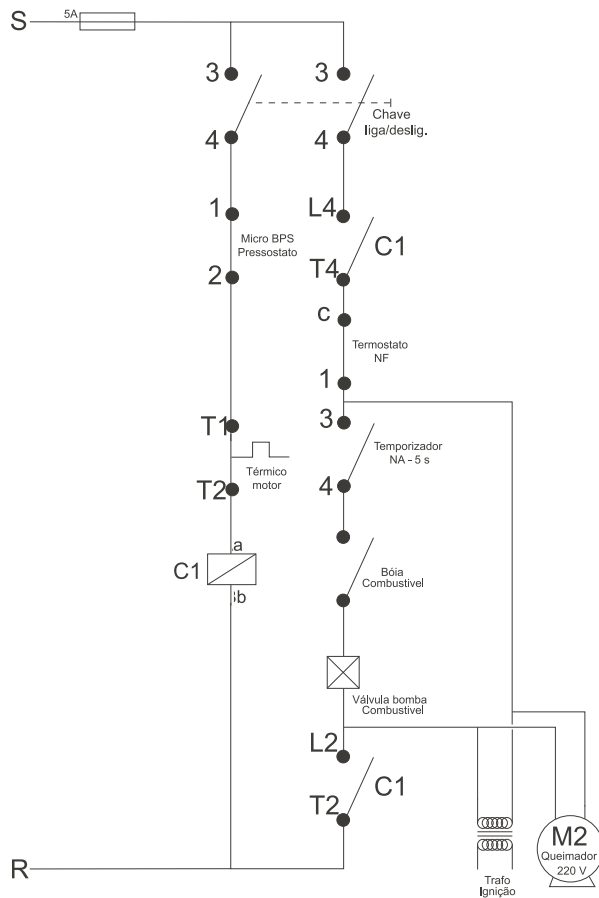 S
5A
3
3
Chave
liga/deslig.
4
4
1
L4
Micro BPS
Pressostato
C1
2
T4
c
Termostato
NF
1
T1
3
Temporizador
NA - 5 s
Térmico
motor
T2
4
a
C1
Bóia
Combustivel
b
Válvula bomba
Combustivel
L2
C1
T2
M2
Queimador
220 V
R
Trafo
Ignição